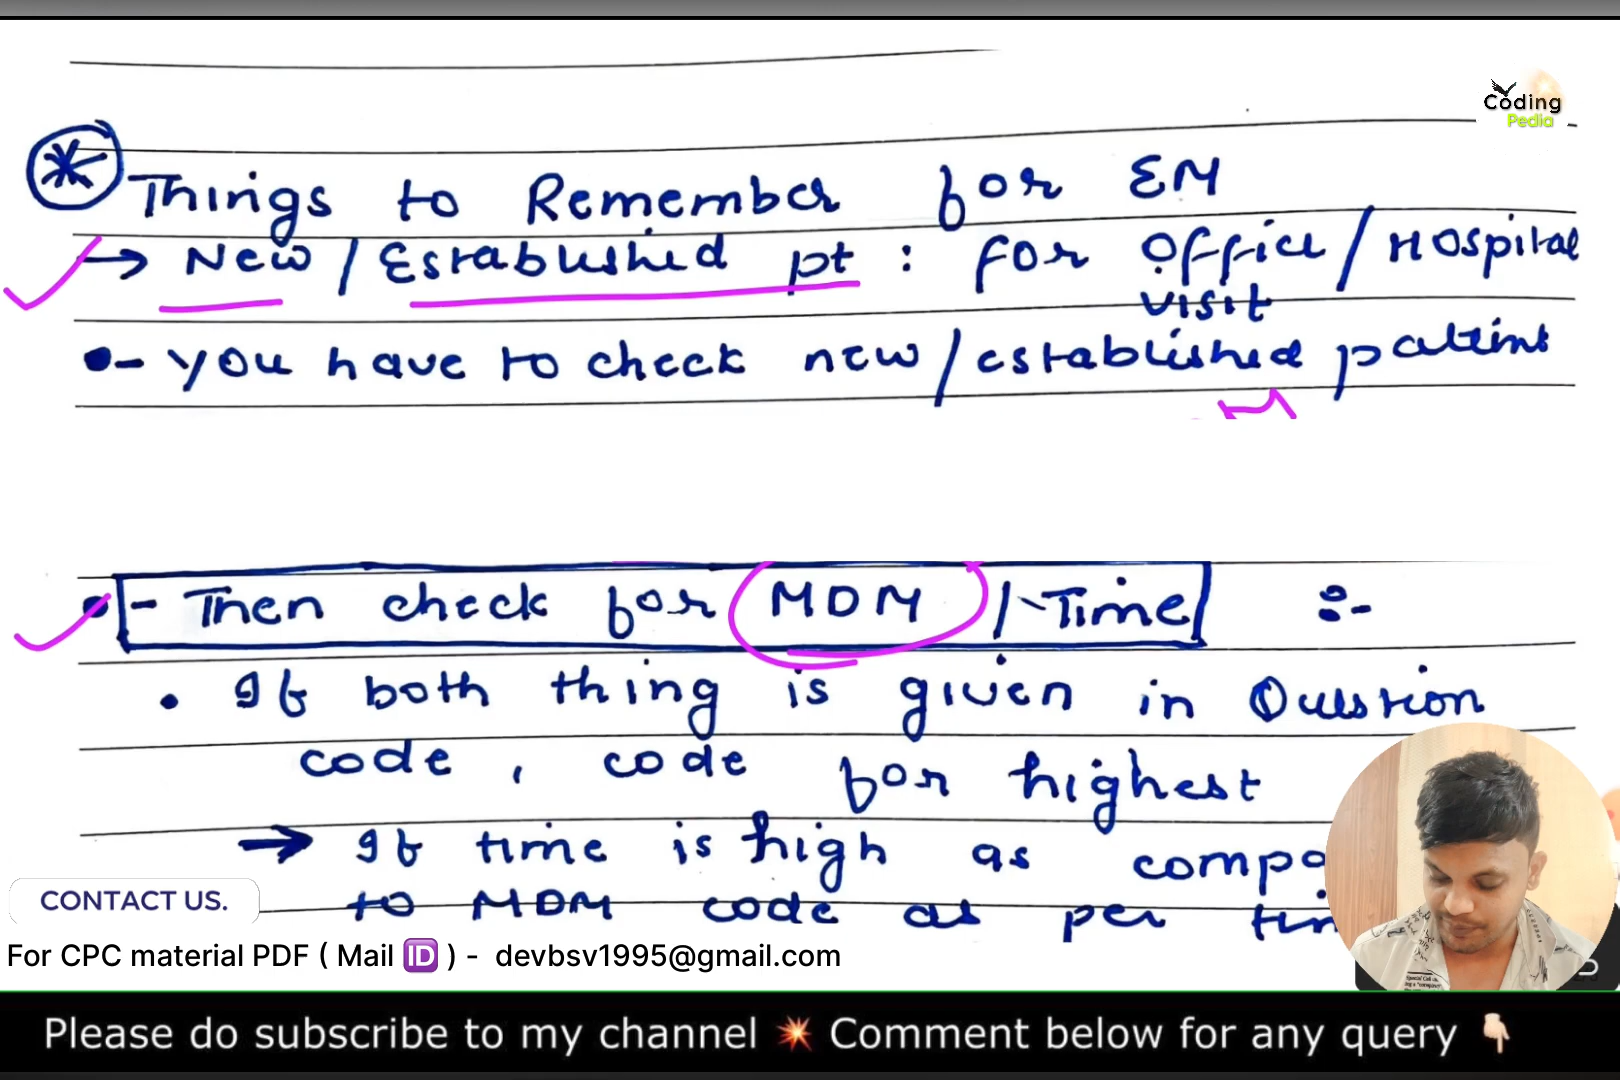 Coding
Pedia
Things to Remember for EM
→ New / Established pt : for office / Hospital
visit
- you have to check new / established patient
- Then check for MDM / Time :-
• If both thing is given in Question
code , code for highest
→ If time is high as compa
to MDM code as per tim
CONTACT US.
For CPC material PDF ( Mail 🆔 ) - devbsv1995@gmail.com
Please do subscribe to my channel 💥 Comment below for any query 👇🏻